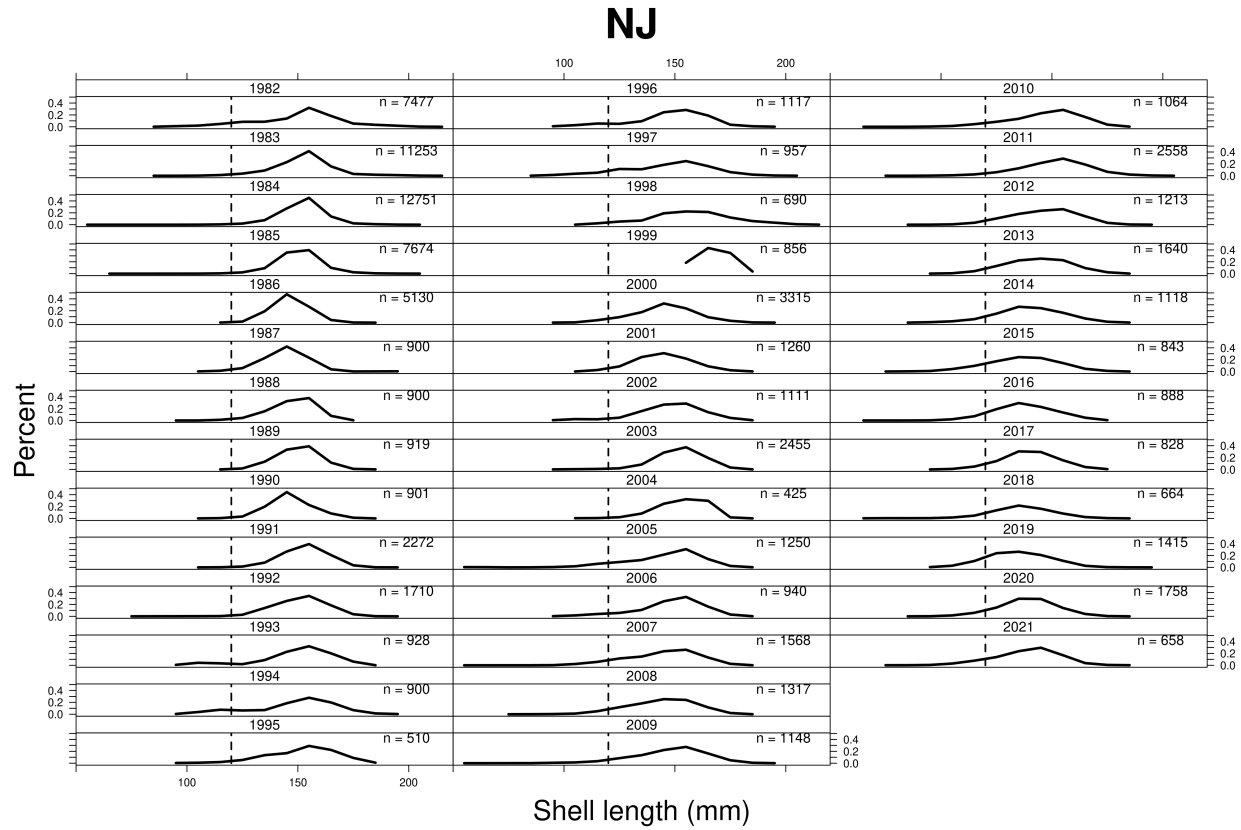 NJ
100 150 200
1982 1996 2010
0.4 n = 7477 n = 1117 n = 1064
0.2
0.0
1983 1997 2011
n = 11253 n = 957 n = 2558 0.4
0.2
0.0
1984 1998 2012
0.4 n = 12751 n = 690 n = 1213
0.2
0.0
1985 1999 2013
n = 7674 n = 856 n = 1640 0.4
0.2
0.0
1986 2000 2014
0.4 n = 5130 n = 3315 n = 1118
0.2
0.0
1987 2001 2015
n = 900 n = 1260 n = 843 0.4
0.2
0.0
1988 2002 2016
0.4 n = 900 n = 1111 n = 888
0.2
0.0
1989 2003 2017
n = 919 n = 2455 n = 828 0.4
0.2
0.0
1990 2004 2018
0.4 n = 901 n = 425 n = 664
0.2
0.0
1991 2005 2019
n = 2272 n = 1250 n = 1415 0.4
0.2
0.0
1992 2006 2020
0.4 n = 1710 n = 940 n = 1758
0.2
0.0
1993 2007 2021
n = 928 n = 1568 n = 658 0.4
0.2
0.0
1994 2008
0.4 n = 900 n = 1317
0.2
0.0
1995 2009
n = 510 n = 1148 0.4
0.2
0.0
100 150 200
Percent
Shell length (mm)